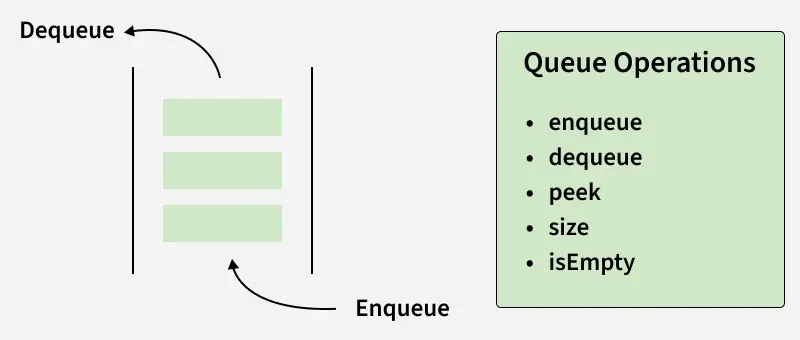 Dequeue
Enqueue
Queue Operations
• enqueue
• dequeue
• peek
• size
• isEmpty